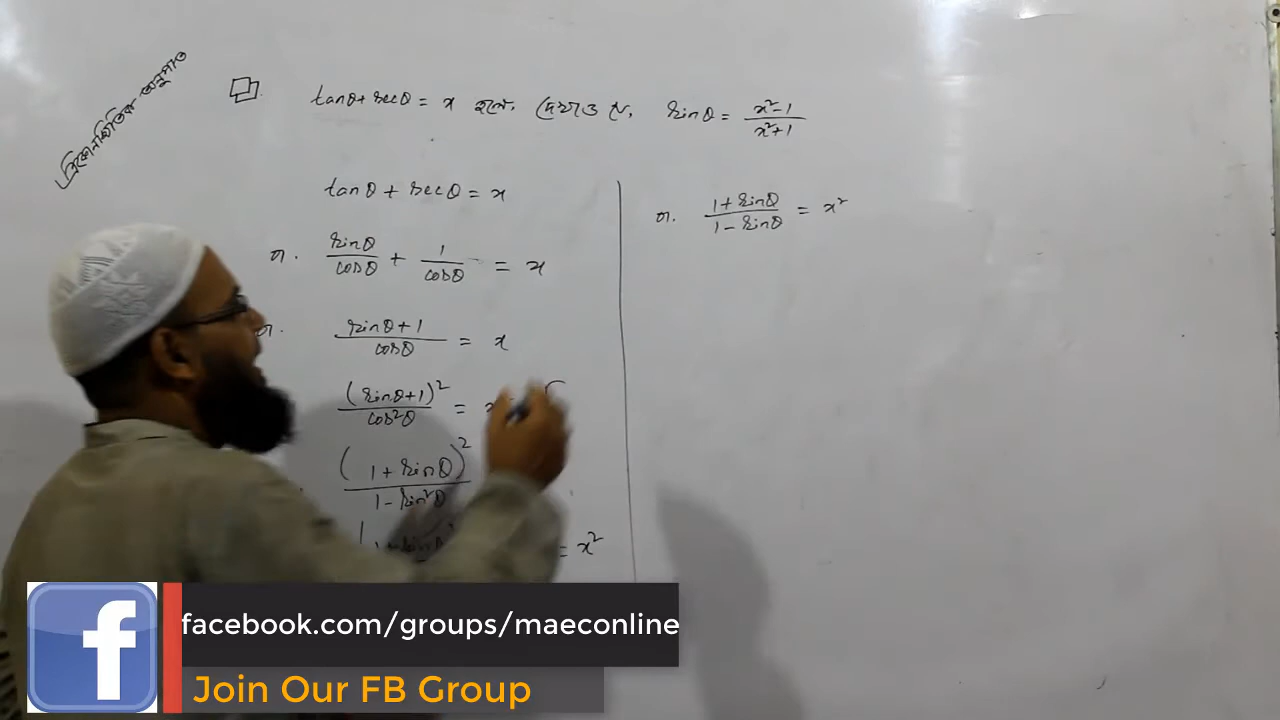 ত্রিকোনমিতিক অনুপাত
tanθ + secθ = x হলে, দেখাও যে, sinθ = (x²-1)/(x²+1)
tanθ + secθ = x
বা, sinθ/cosθ + 1/cosθ = x
বা, (sinθ+1)/cosθ = x
(sinθ+1)²/cos²θ =
(1+sinθ)²/(1-sin²θ)
= x²
বা, (1+sinθ)/(1-sinθ) = x²
facebook.com/groups/maeconline
Join Our FB Group